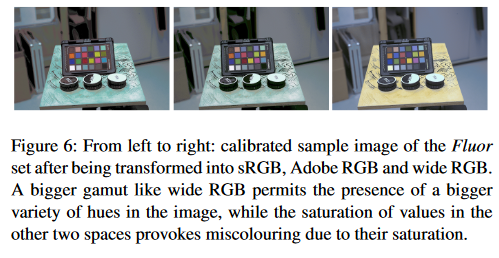 Figure 6: From left to right: calibrated sample image of the Fluor
set after being transformed into sRGB, Adobe RGB and wide RGB.
A bigger gamut like wide RGB permits the presence of a bigger
variety of hues in the image, while the saturation of values in the
other two spaces provokes miscolouring due to their saturation.